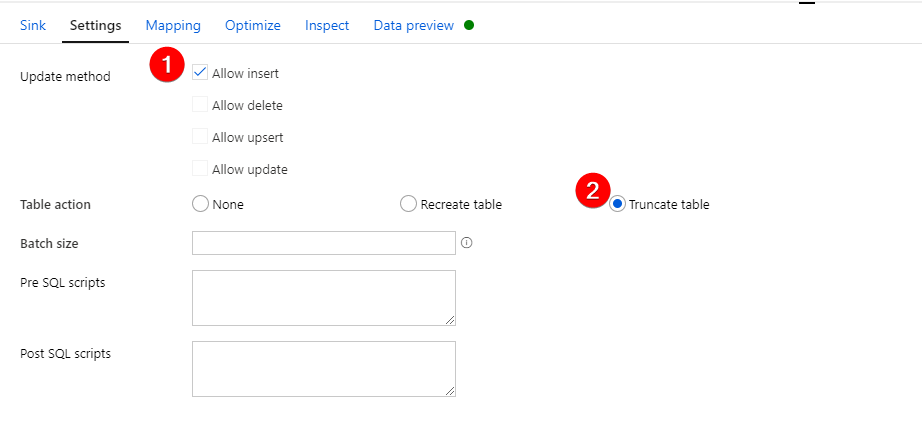 Sink Settings Mapping Optimize Inspect Data preview
Update method 1 Allow insert
Allow delete
Allow upsert
Allow update
Table action None Recreate table 2 Truncate table
Batch size
Pre SQL scripts
Post SQL scripts